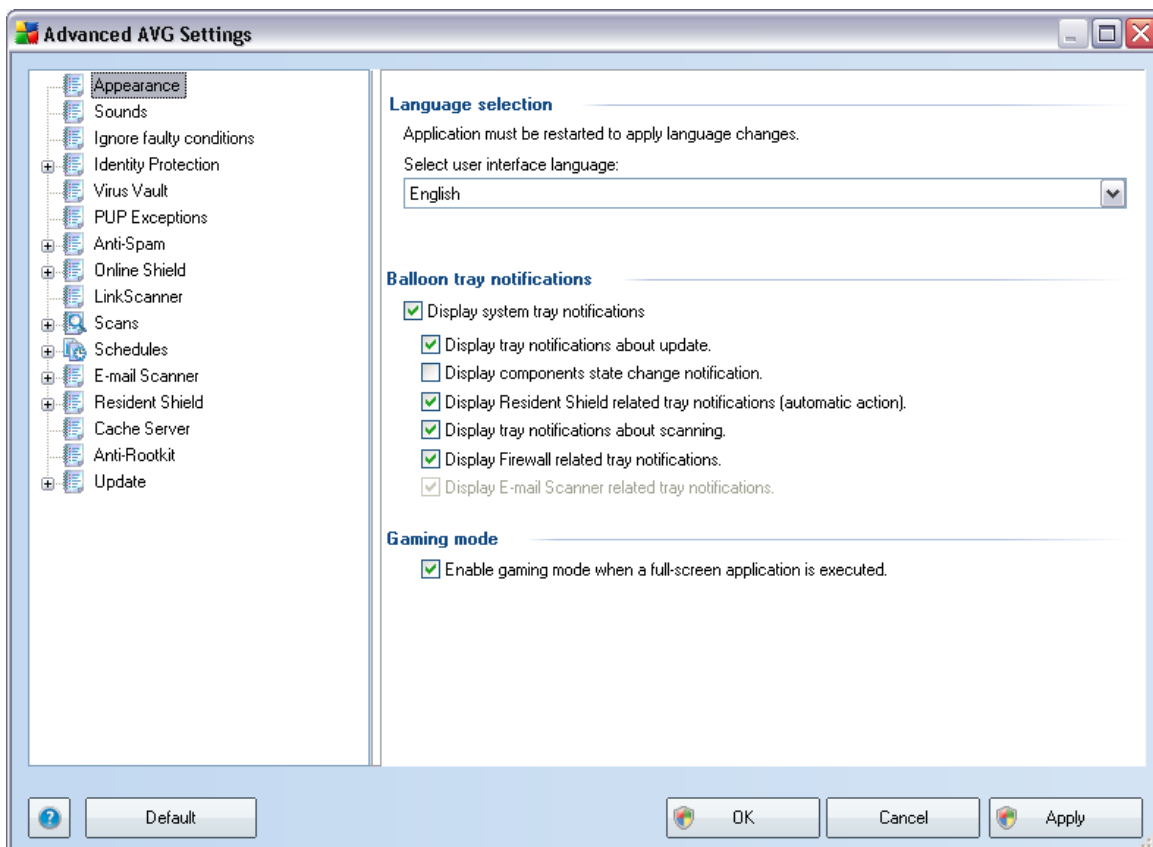 Advanced AVG Settings
Appearance
Sounds
Ignore faulty conditions
Identity Protection
Virus Vault
PUP Exceptions
Anti-Spam
Online Shield
LinkScanner
Scans
Schedules
E-mail Scanner
Resident Shield
Cache Server
Anti-Rootkit
Update
Language selection
Application must be restarted to apply language changes.
Select user interface language:
English
Balloon tray notifications
Display system tray notifications
Display tray notifications about update.
Display components state change notification.
Display Resident Shield related tray notifications (automatic action).
Display tray notifications about scanning.
Display Firewall related tray notifications.
Display E-mail Scanner related tray notifications.
Gaming mode
Enable gaming mode when a full-screen application is executed.
?
Default
OK
Cancel
Apply